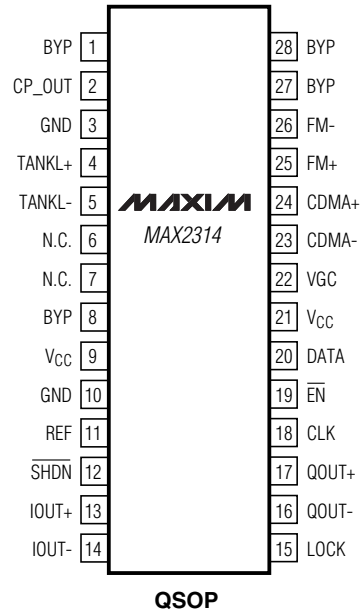 BYP 1 28 BYP
CP_OUT 2 27 BYP
GND 3 26 FM-
TANKL+ 4 25 FM+
TANKL- 5 MAXIM 24 CDMA+
N.C. 6 MAX2314 23 CDMA-
N.C. 7 22 VGC
BYP 8 21 VCC
VCC 9 20 DATA
GND 10 19 EN
REF 11 18 CLK
SHDN 12 17 QOUT+
IOUT+ 13 16 QOUT-
IOUT- 14 15 LOCK
QSOP